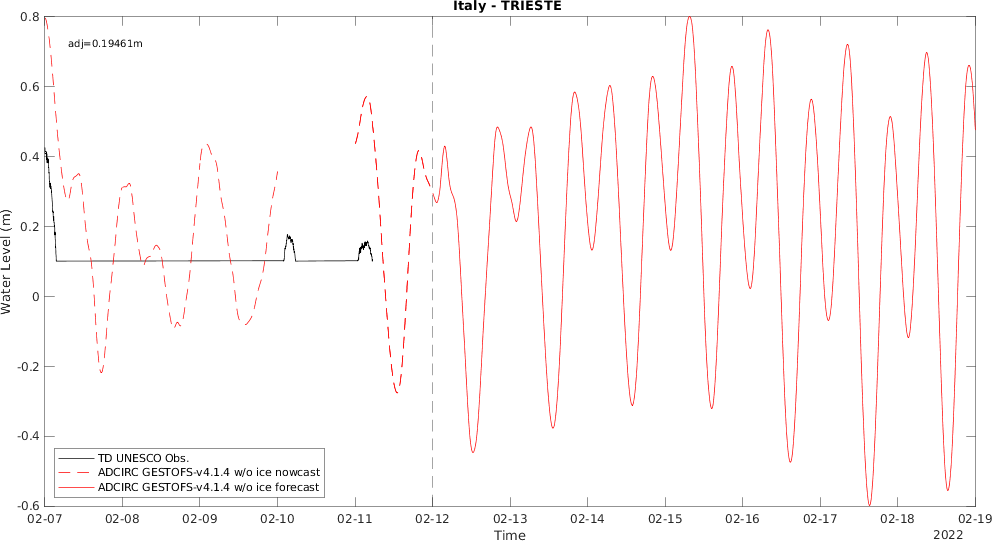 Italy - TRIESTE
adj=0.19461m
Water Level (m)
0.8
0.6
0.4
0.2
0
-0.2
-0.4
-0.6
TD UNESCO Obs.
ADCIRC GESTOFS-v4.1.4 w/o ice nowcast
ADCIRC GESTOFS-v4.1.4 w/o ice forecast
02-07 02-08 02-09 02-10 02-11 02-12 02-13 02-14 02-15 02-16 02-17 02-18 02-19
Time
2022